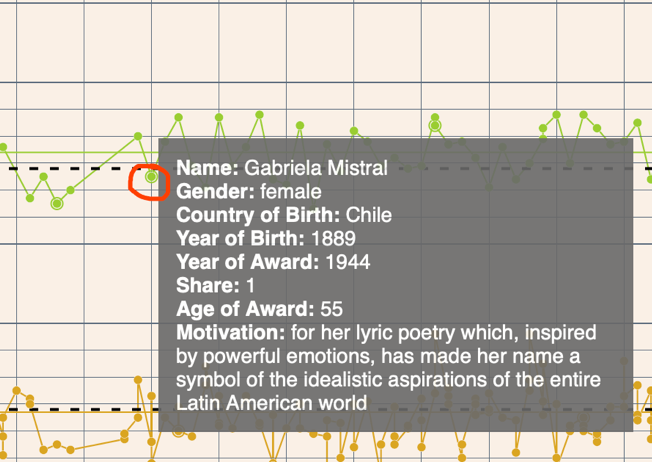 Name: Gabriela Mistral
Gender: female
Country of Birth: Chile
Year of Birth: 1889
Year of Award: 1944
Share: 1
Age of Award: 55
Motivation: for her lyric poetry which, inspired
by powerful emotions, has made her name a
symbol of the idealistic aspirations of the entire
Latin American world